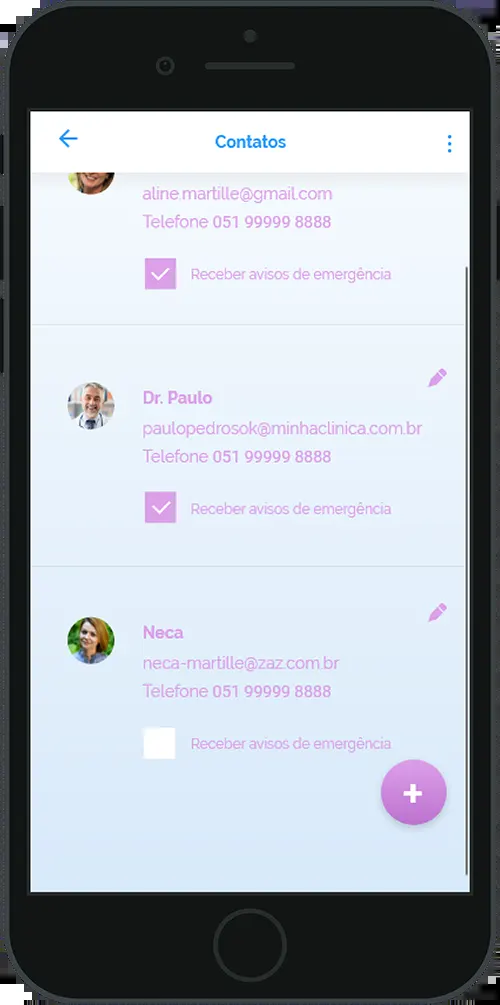 Contatos
aline.martille@gmail.com
Telefone 051 99999 8888
Receber avisos de emergência
Dr. Paulo
paulopedrosok@minhaclinica.com.br
Telefone 051 99999 8888
Receber avisos de emergência
Neca
neca-martille@zaz.com.br
Telefone 051 99999 8888
Receber avisos de emergência
+